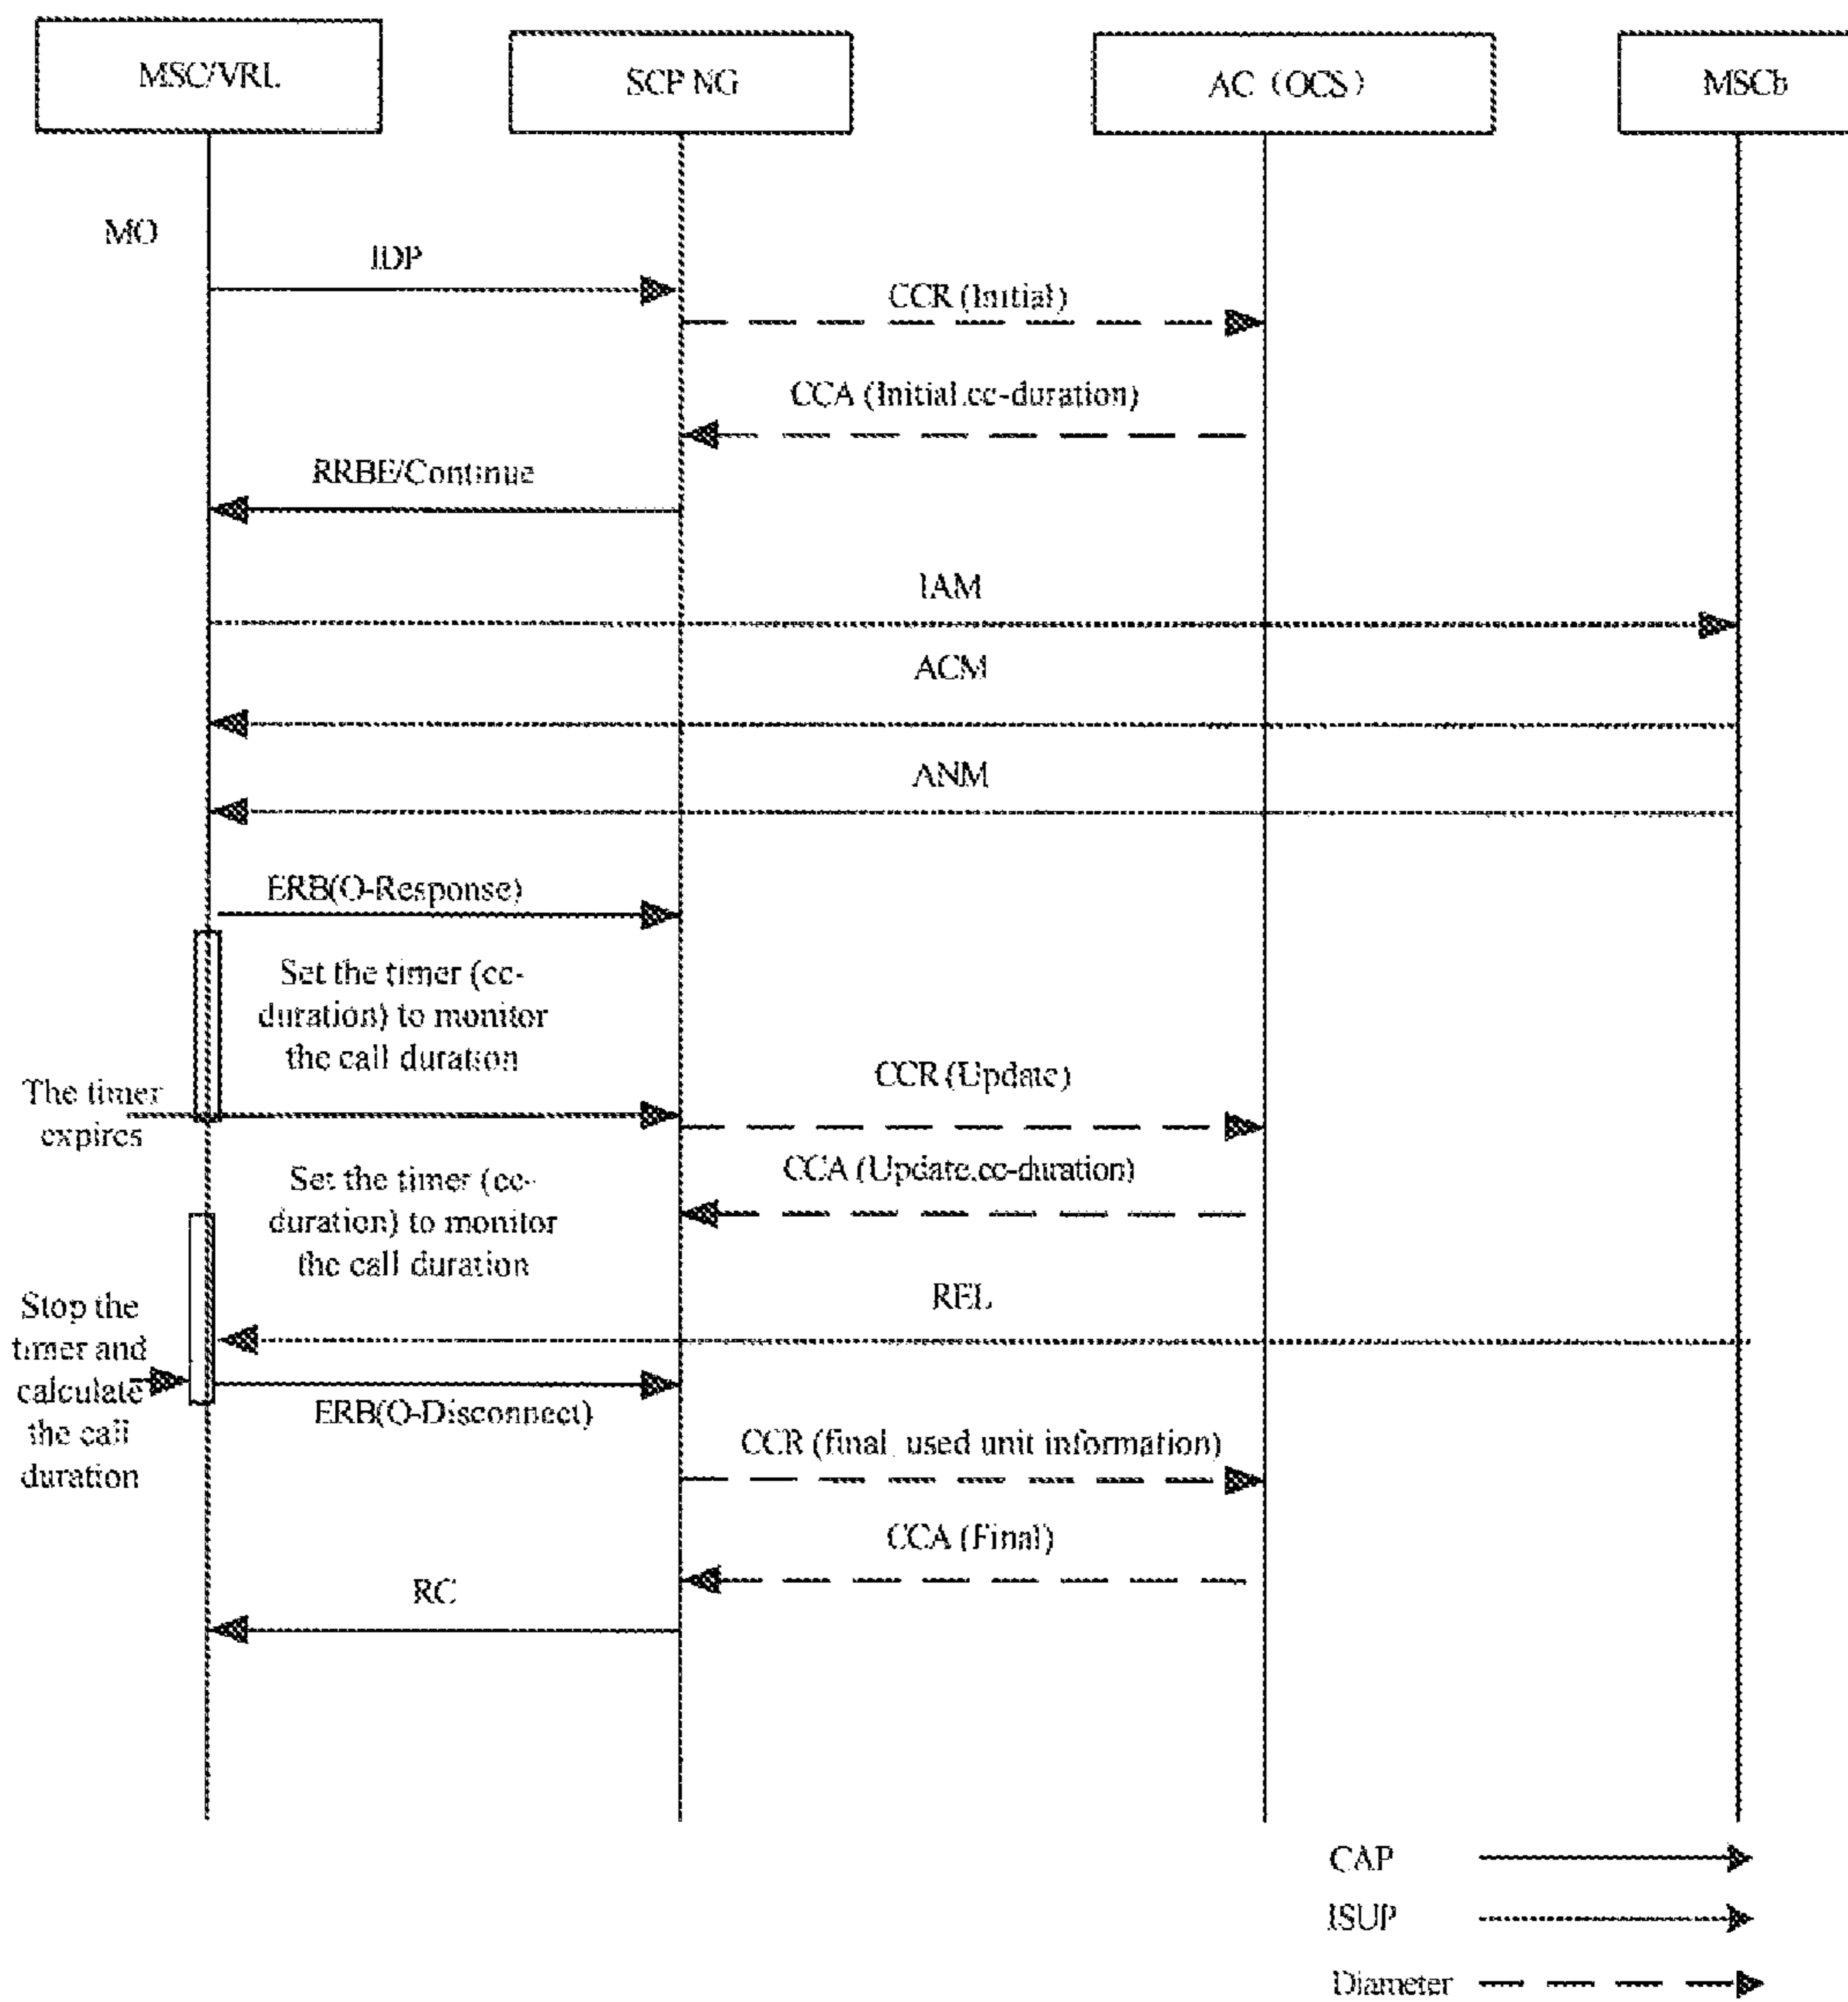 MSC/VRL
SCP NG
AC (OCS)
MSCb
MO
IDP
CCR (Initial)
CCA (Initial.cc-duration)
RRBE/Continue
IAM
ACM
ANM
ERB(O-Response)
Set the timer (cc-
duration) to monitor
the call duration
The timer
expires
CCR (Update)
CCA (Update.cc-duration)
Set the timer (cc-
duration) to monitor
the call duration
REL
Stop the
timer and
calculate
the call
duration
ERB(O-Disconnect)
CCR (final, used unit information)
CCA (Final)
RC
CAP
ISUP
Diameter